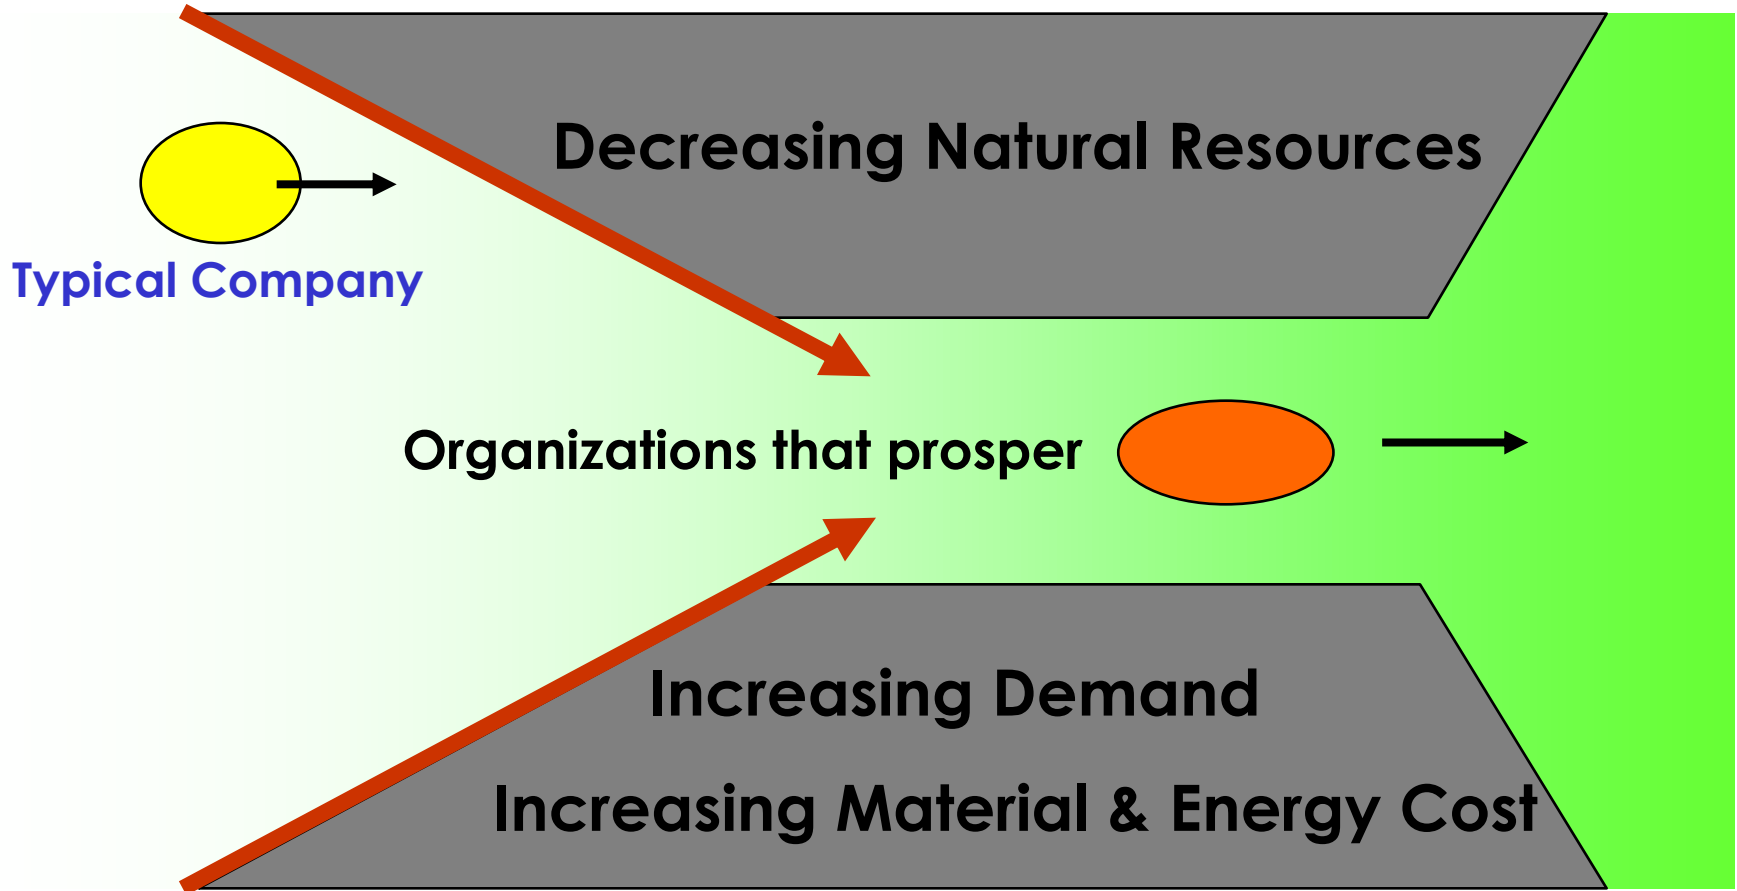 Decreasing Natural Resources
Typical Company
Organizations that prosper
Increasing Demand
Increasing Material & Energy Cost